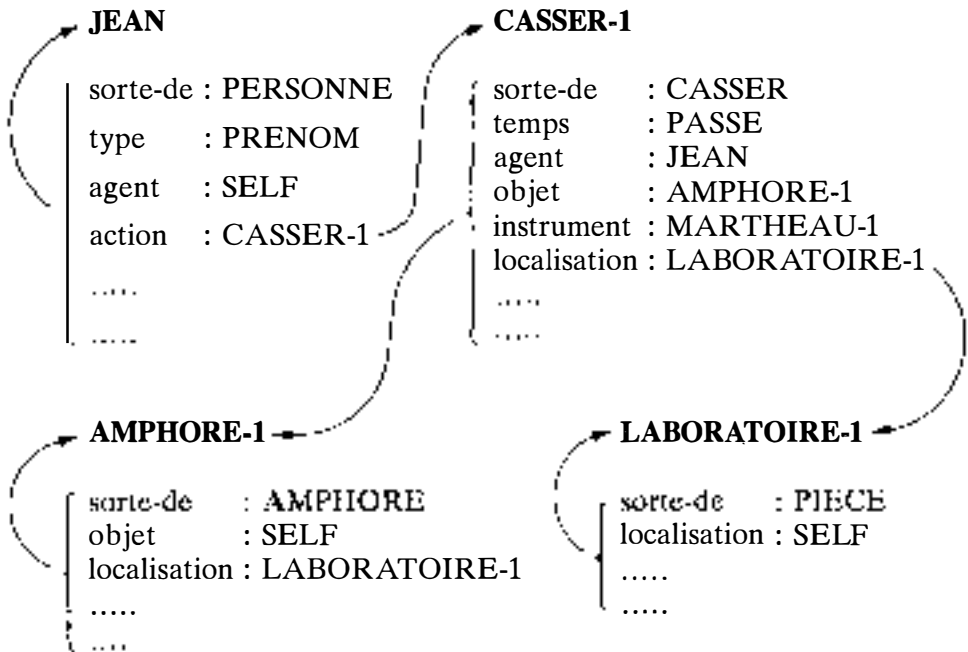 JEAN
sorte-de : PERSONNE
type : PRENOM
agent : SELF
action : CASSER-1
.....
.....
CASSER-1
sorte-de : CASSER
temps : PASSE
agent : JEAN
objet : AMPHORE-1
instrument : MARTHEAU-1
localisation : LABORATOIRE-1
.....
.....
AMPHORE-1
sorte-de : AMPHORE
objet : SELF
localisation : LABORATOIRE-1
.....
....
LABORATOIRE-1
sorte-de : PIECE
localisation : SELF
.....
.....